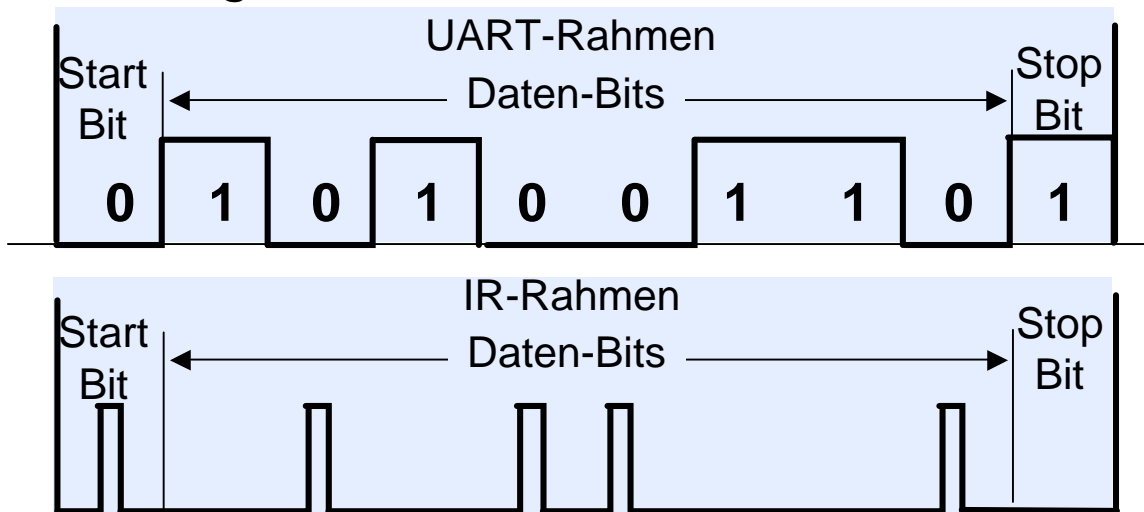 UART-Rahmen
Start
Bit
Daten-Bits
Stop
Bit
0 1 0 1 0 0 1 1 0 1
IR-Rahmen
Start
Bit
Daten-Bits
Stop
Bit